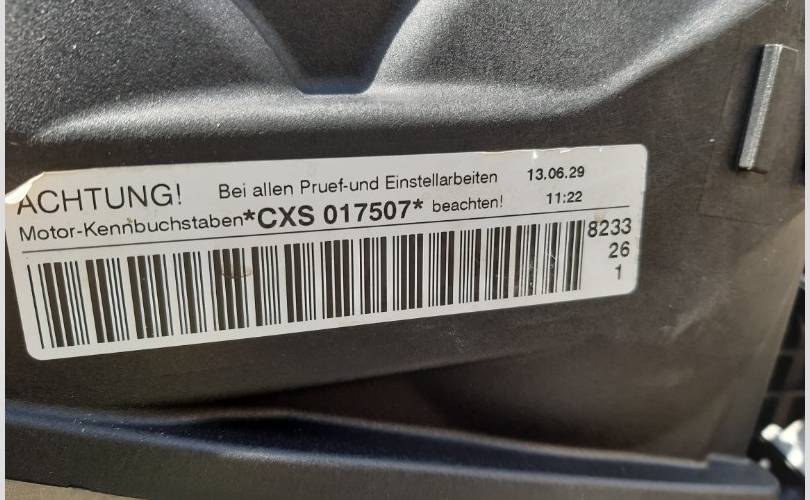 ACHTUNG! Bei allen Pruef-und Einstellarbeiten 13.06.29
Motor-Kennbuchstaben*CXS 017507* beachten! 11:22
8233
26
1